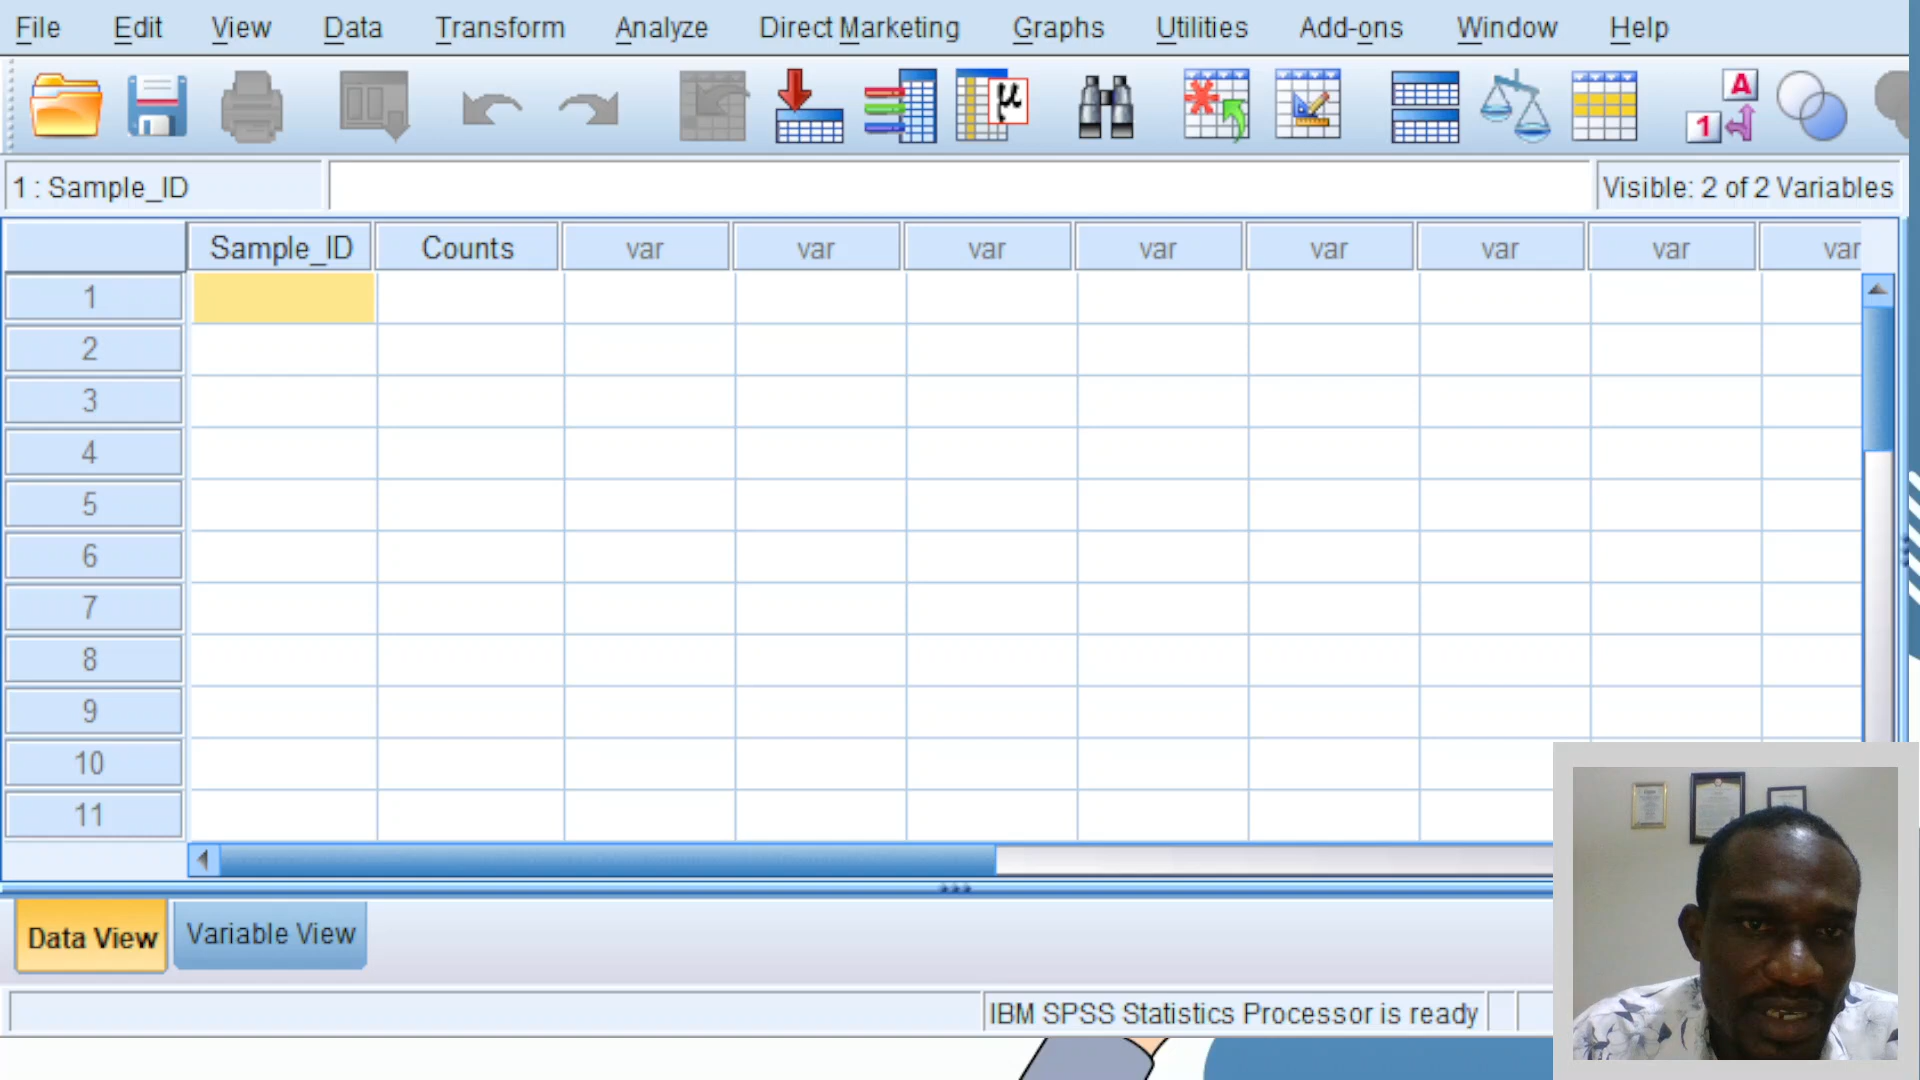 File Edit View Data Transform Analyze Direct Marketing Graphs Utilities Add-ons Window Help
μ A 1
1 : Sample_ID Visible: 2 of 2 Variables
Sample_ID Counts var var var var var var var var
1
2
3
4
5
6
7
8
9
10
11
Data View Variable View
IBM SPSS Statistics Processor is ready